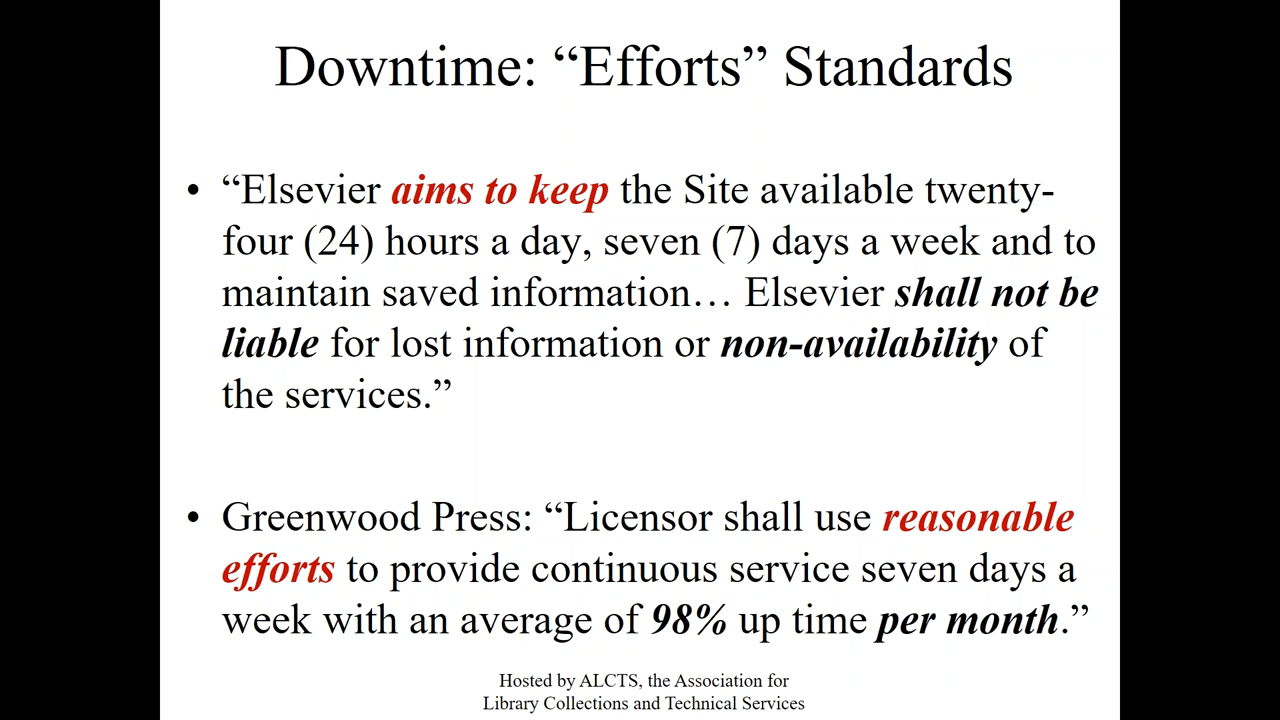 Downtime: “Efforts” Standards
• “Elsevier aims to keep the Site available twenty-
four (24) hours a day, seven (7) days a week and to
maintain saved information… Elsevier shall not be
liable for lost information or non-availability of
the services.”
• Greenwood Press: “Licensor shall use reasonable
efforts to provide continuous service seven days a
week with an average of 98% up time per month.”
Hosted by ALCTS, the Association for
Library Collections and Technical Services